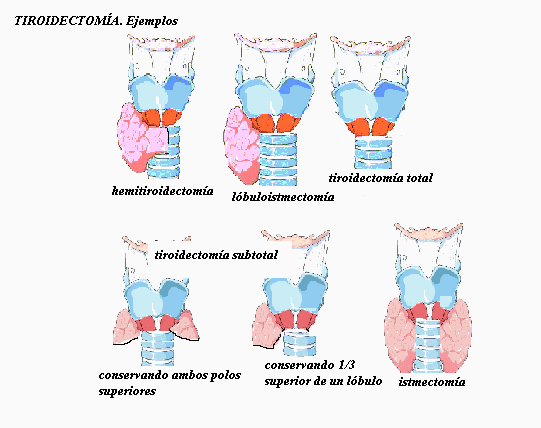 TIROIDECTOMÍA. Ejemplos
hemitiroidectomía
lóbuloistmectomía
tiroidectomía total
tiroidectomía subtotal
conservando ambos polos
superiores
conservando 1/3
superior de un lóbulo
istmectomía